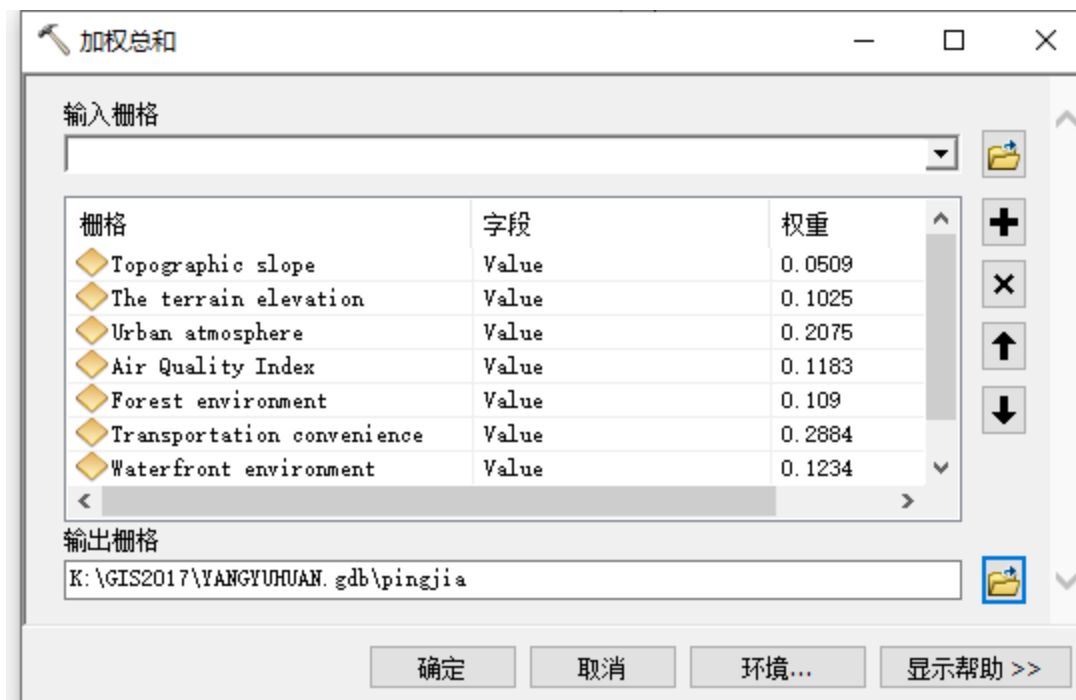 加权总和
输入栅格
栅格 字段 权重
Topographic slope Value 0.0509
The terrain elevation Value 0.1025
Urban atmosphere Value 0.2075
Air Quality Index Value 0.1183
Forest environment Value 0.109
Transportation convenience Value 0.2884
Waterfront environment Value 0.1234
输出栅格
K:\GIS2017\YANGYUHUAN.gdb\pingjia
确定 取消 环境... 显示帮助 >>